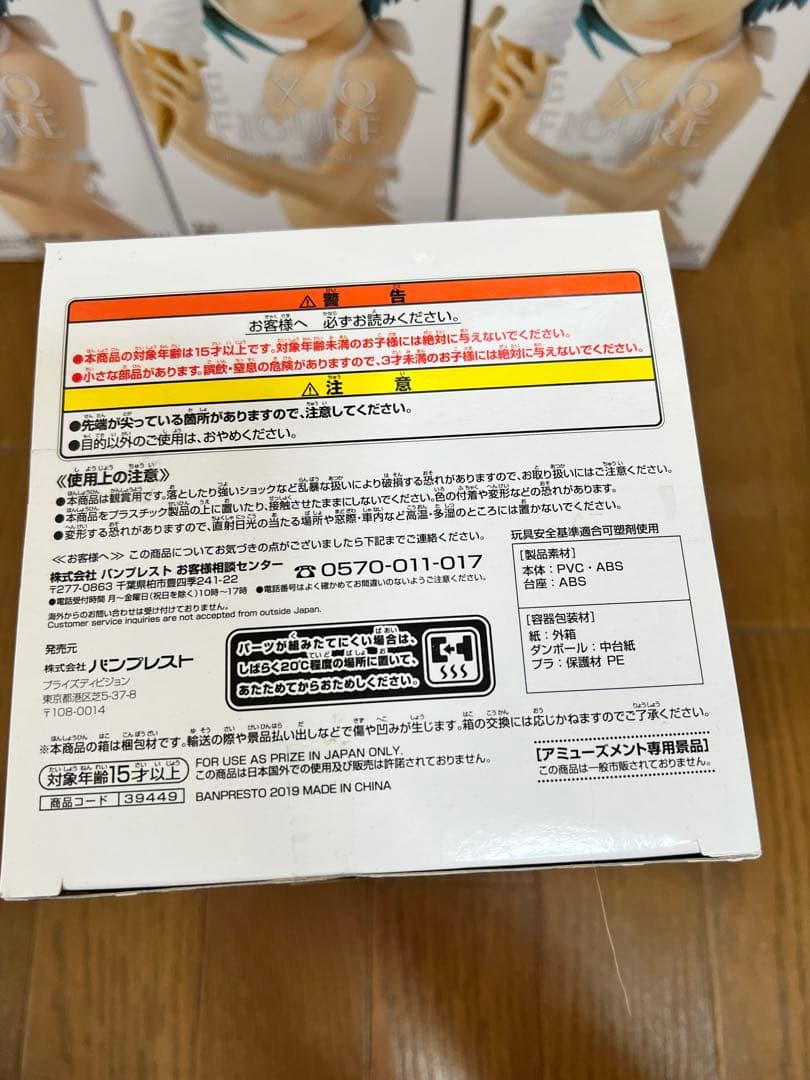 EXQ
FIGURE
X Q
FIGURE
⚠警告
お客様へ 必ずお読みください。
●本商品の対象年齢は15才以上です。対象年齢未満のお子様には絶対に与えないでください。
●小さな部品があります。誤飲・窒息の危険がありますので、3才未満のお子様には絶対に与えないでください。
⚠注意
●先端が尖っている箇所がありますので、注意してください。
●目的以外のご使用は、おやめください。
《使用上の注意》
●本商品は観賞用です。落としたり強いショックなど乱暴な扱いにより破損する恐れがありますので、お取り扱いにはご注意ください。
●本商品をプラスチック製品の上に置いたり、接触させたままにしないでください。色の付着や変形などの恐れがあります。
●変形する恐れがありますので、直射日光の当たる場所や窓際・車内など高温・多湿のところには置かないでください。
≪お客様へ≫ この商品についてお気づきの点がございましたら下記までご連絡ください。
株式会社 バンプレスト お客様相談センター ☎0570-011-017
〒277-0863 千葉県柏市豊四季241-22
●電話受付時間 月〜金曜日(祝日を除く)10時〜17時 ●電話番号はよく確かめてお間違いのないようご注意ください。
海外からのお問い合わせは受け付けておりません。
Customer service inquiries are not accepted from outside Japan.
玩具安全基準適合可塑剤使用
[製品素材]
本体：PVC・ABS
台座：ABS
[容器包装材]
紙：外箱
ダンボール：中台紙
プラ：保護材 PE
発売元
株式会社 バンプレスト
プライズディビジョン
東京都港区芝5-37-8
〒108-0014
パーツが組みたてにくい場合は、
しばらく20℃程度の場所に置いて、
あたためてからおためしください。
※本商品の箱は梱包材です。輸送の際や景品払い出しなどで傷や凹みが生じます。箱の交換には応じかねますのでご了承ください。
対象年齢15才以上
FOR USE AS PRIZE IN JAPAN ONLY.
この商品は日本国外での使用及び販売は許諾されておりません。
商品コード 39449
BANPRESTO 2019 MADE IN CHINA
[アミューズメント専用景品]
この商品は一般市販されておりません。